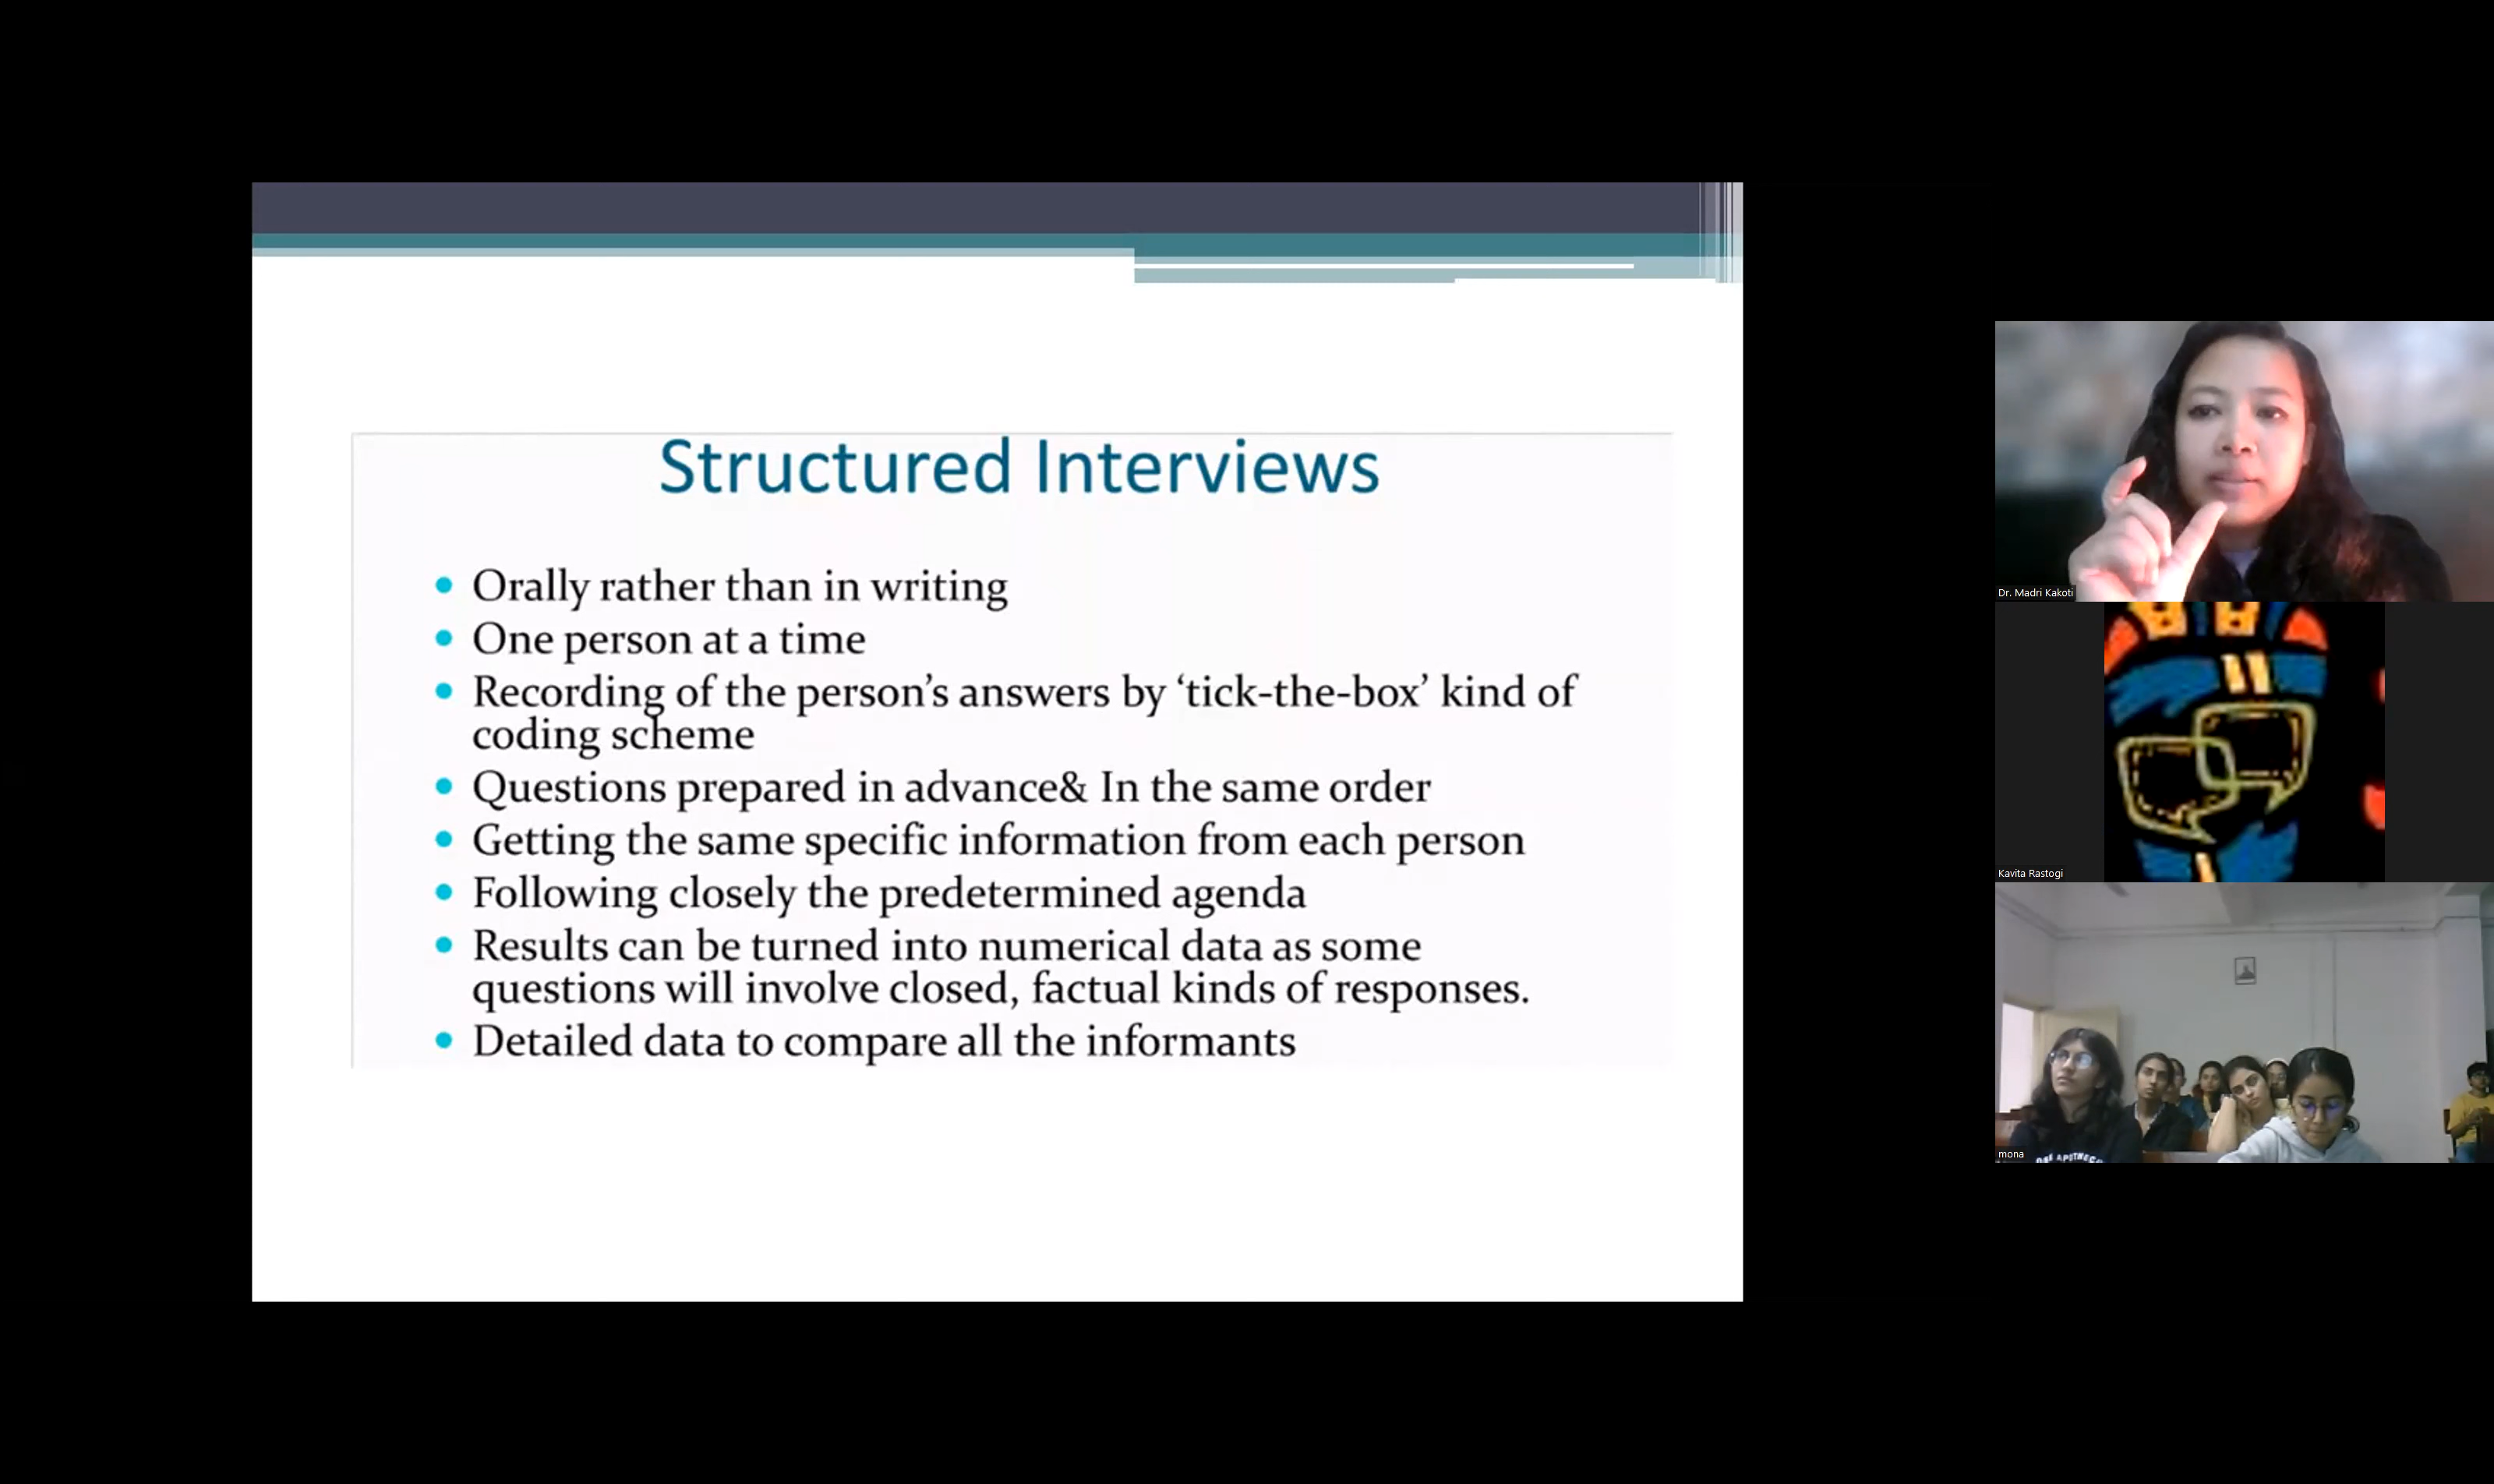 Structured Interviews
Orally rather than in writing
One person at a time
Recording of the person’s answers by ‘tick-the-box’ kind of
coding scheme
Questions prepared in advance& In the same order
Getting the same specific information from each person
Following closely the predetermined agenda
Results can be turned into numerical data as some
questions will involve closed, factual kinds of responses.
Detailed data to compare all the informants
Dr. Madri Kakoti
Kavita Rastogi
mona